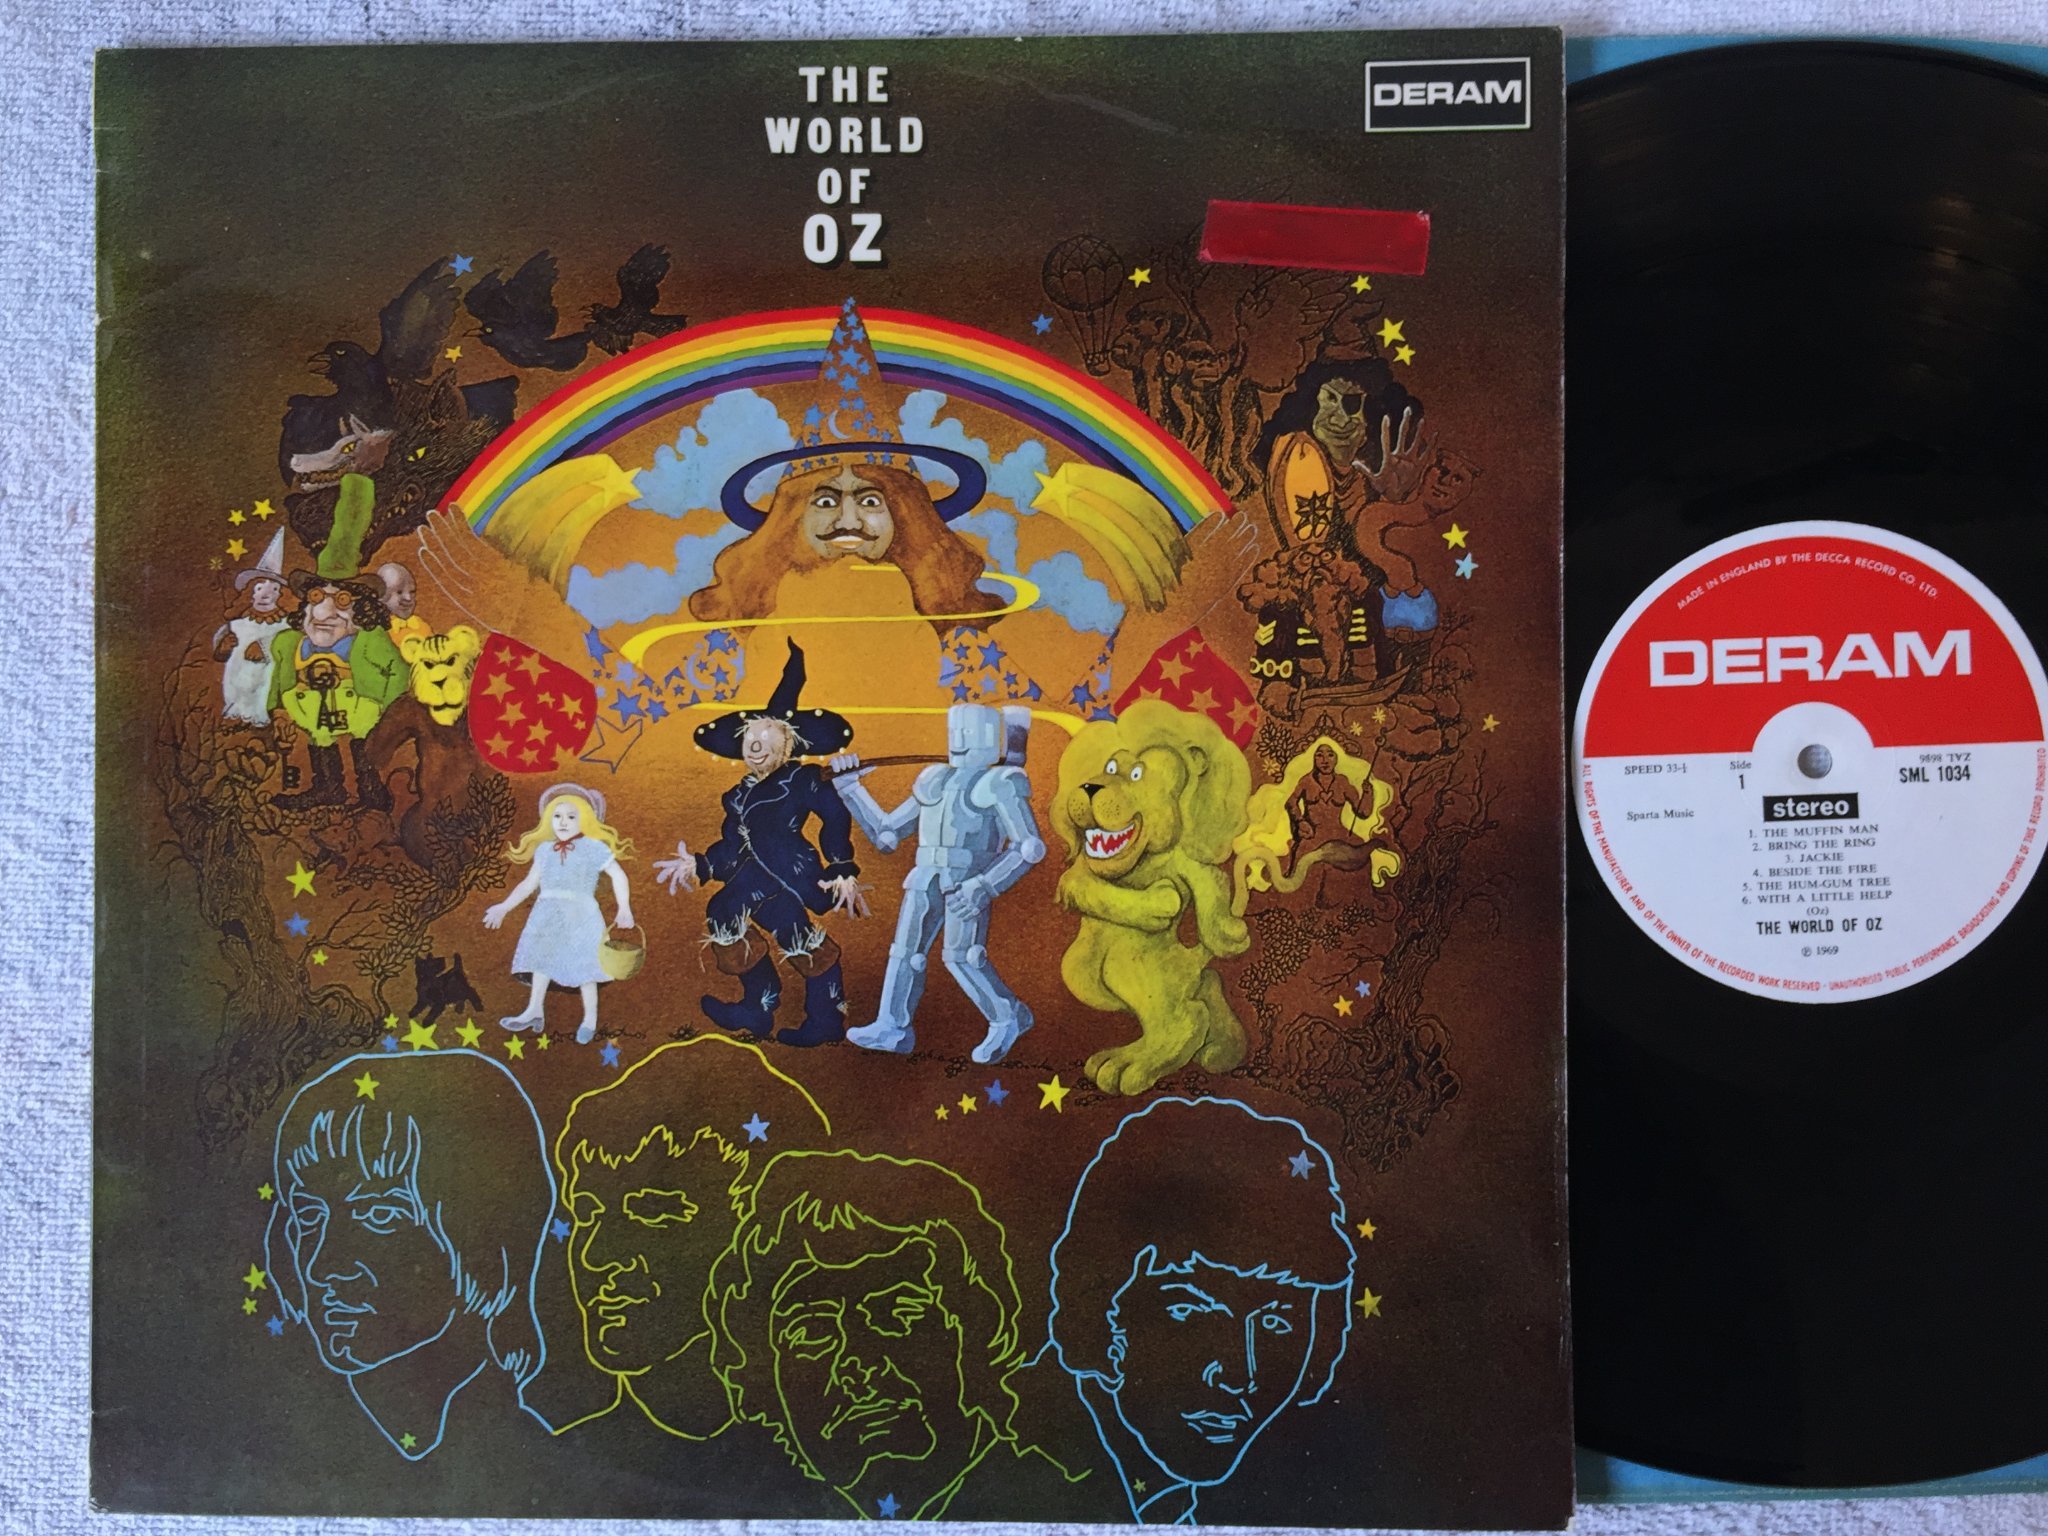 THE
WORLD
OF
OZ
DERAM
MADE IN ENGLAND BY THE DECCA RECORD CO. LTD.
DERAM
SPEED 33-⅓
Side
1
ZAL 8686
SML 1034
Sparta Music
stereo
1. THE MUFFIN MAN
2. BRING THE RING
3. JACKIE
4. BESIDE THE FIRE
5. THE HUM-GUM TREE
6. WITH A LITTLE HELP
(Oz)
THE WORLD OF OZ
℗ 1969
ALL RIGHTS OF THE MANUFACTURER AND OF THE OWNER OF THE RECORDED WORK RESERVED - UNAUTHORISED PUBLIC PERFORMANCE BROADCASTING AND COPYING OF THIS RECORD PROHIBITED